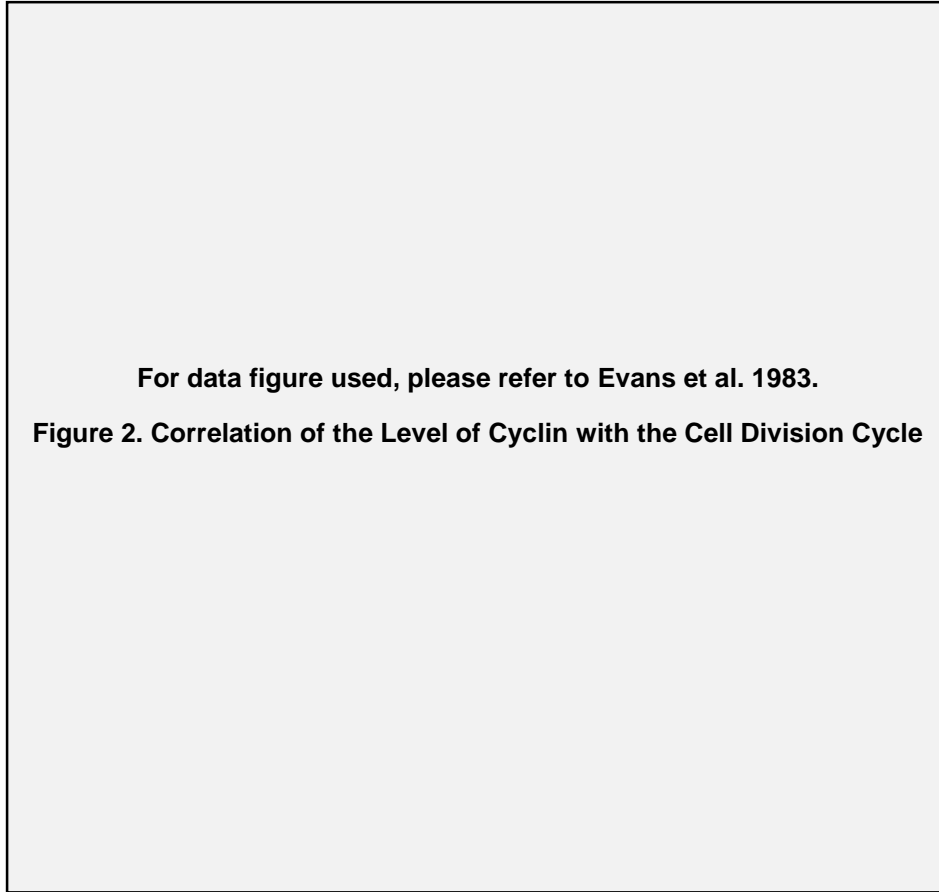 For data figure used, please refer to Evans et al. 1983.
Figure 2. Correlation of the Level of Cyclin with the Cell Division Cycle